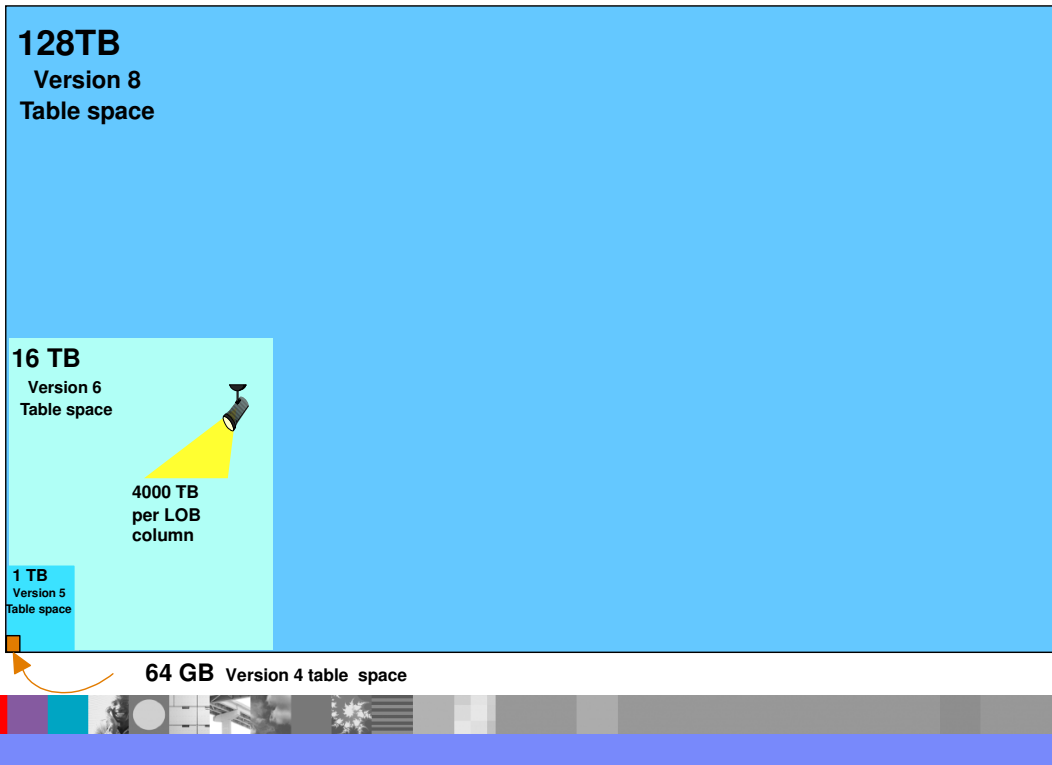 128TB
Version 8
Table space
16 TB
Version 6
Table space
4000 TB
per LOB
column
1 TB
Version 5
Table space
64 GB Version 4 table space